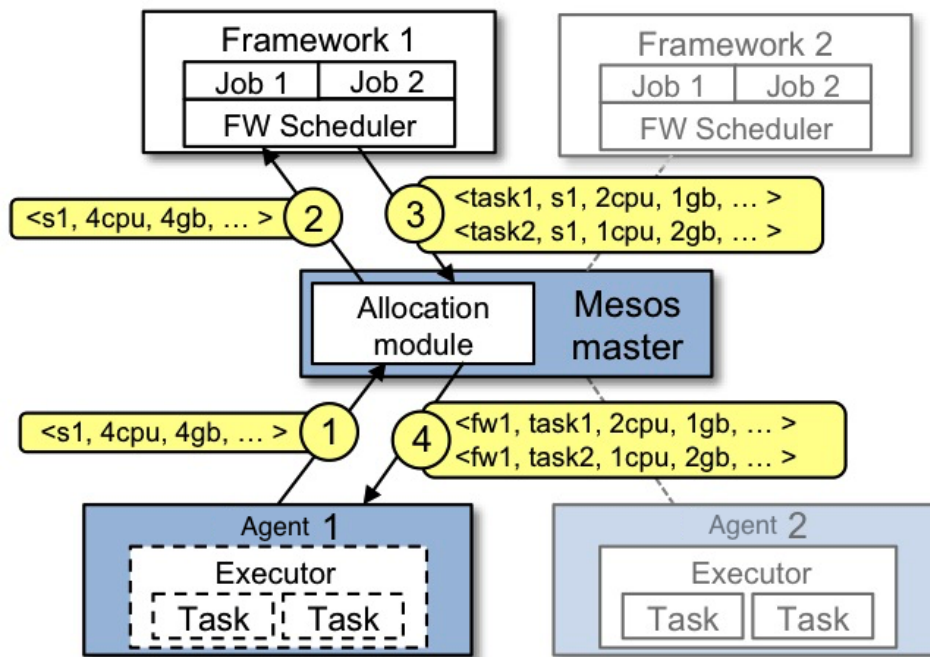 Framework 1
Job 1 Job 2
FW Scheduler
Framework 2
Job 1 Job 2
FW Scheduler
<s1, 4cpu, 4gb, … >
2
3
<task1, s1, 2cpu, 1gb, … >
<task2, s1, 1cpu, 2gb, … >
Allocation
module
Mesos
master
<s1, 4cpu, 4gb, … >
1
4
<fw1, task1, 2cpu, 1gb, … >
<fw1, task2, 1cpu, 2gb, … >
Agent 1
Executor
Task Task
Agent 2
Executor
Task Task